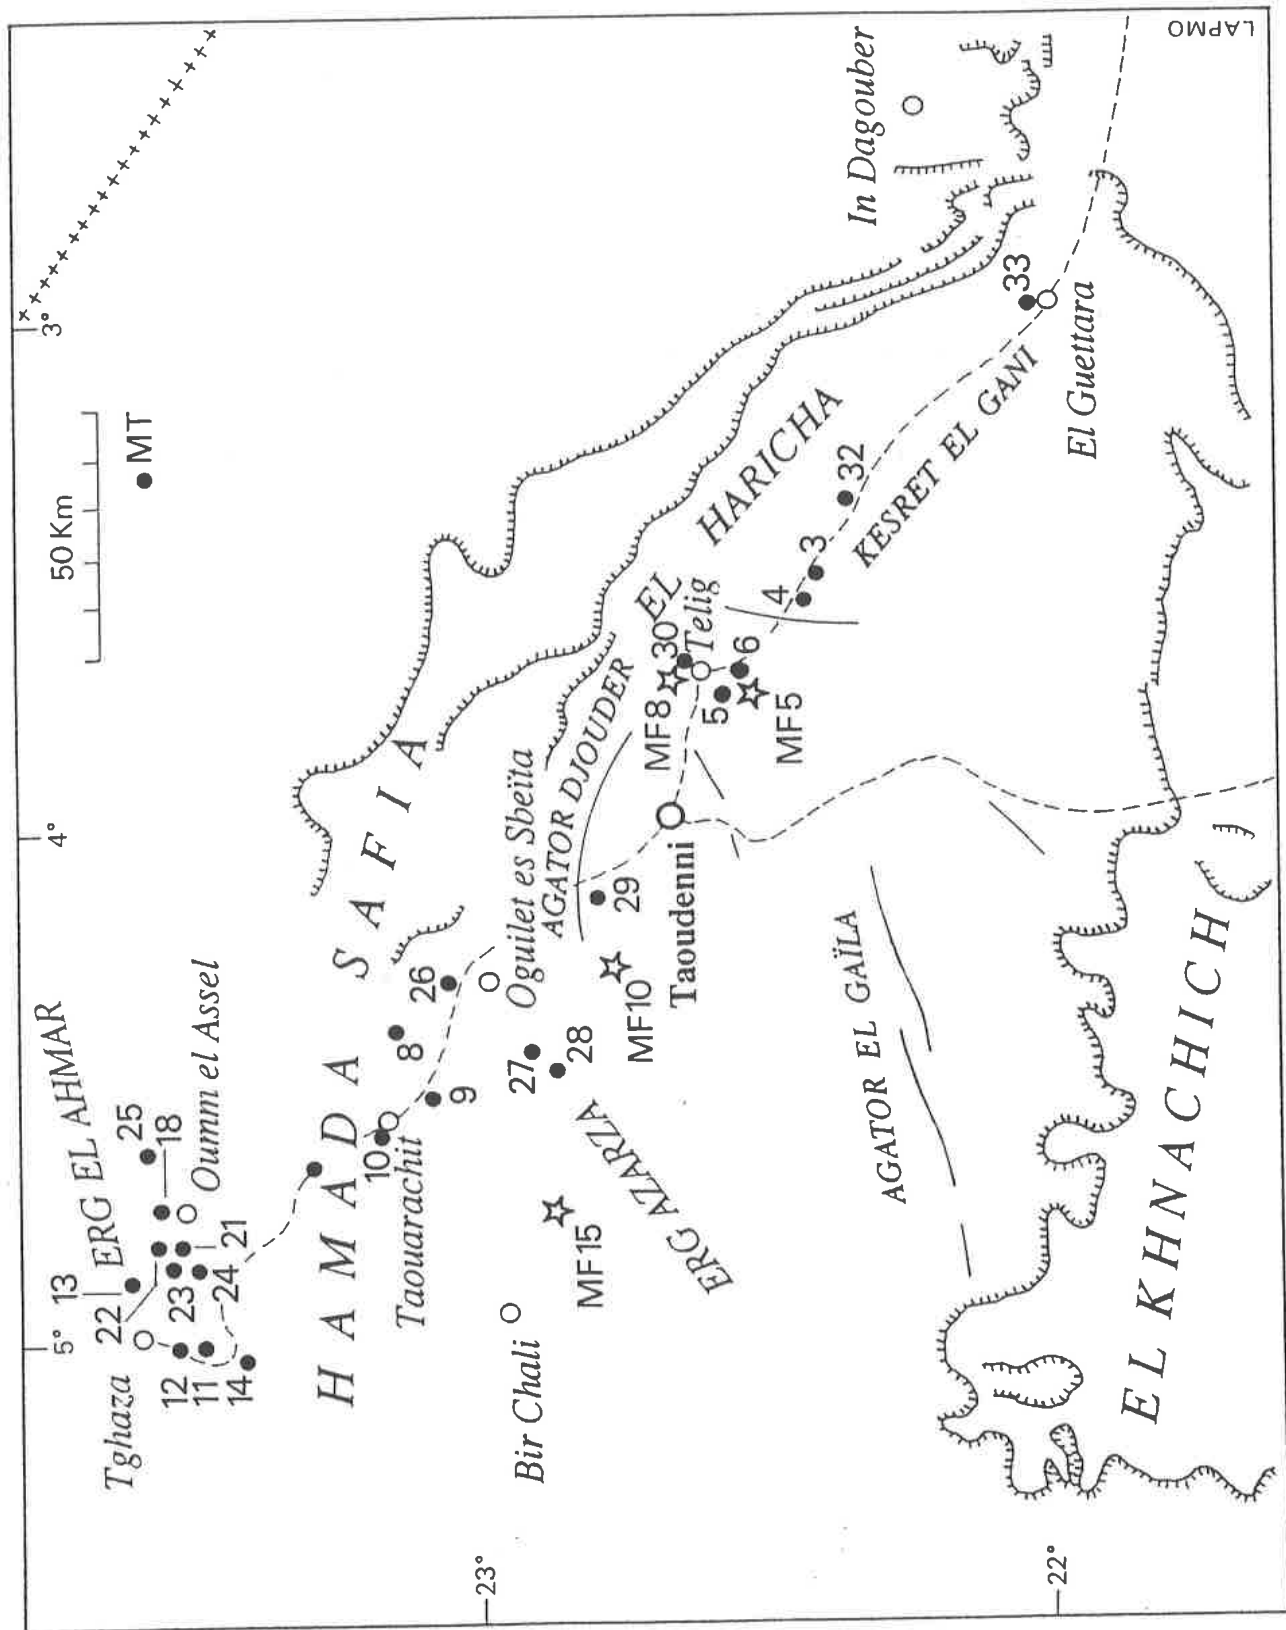 5°
4°
3°
13
ERG EL AHMAR
50 Km
22
Tghaza
25
MT
18
12
23
Oumm el Assel
11
24
21
14
HAMADA SAFIA
10
Taouarachit
8
26
9
23°
Bir Chali
27
Oguilet es Sbeïta
28
AGATOR DJOUDER
MF15
29
MF10
ERG AZARZA
Taoudenni
MF8
30
EL HARICHA
Telig
5
6
MF5
4
3
32
In Dagouber
AGATOR EL GAÏLA
KESRET EL GANI
33
22°
El Guettara
EL KHNACHICH
LAPMO